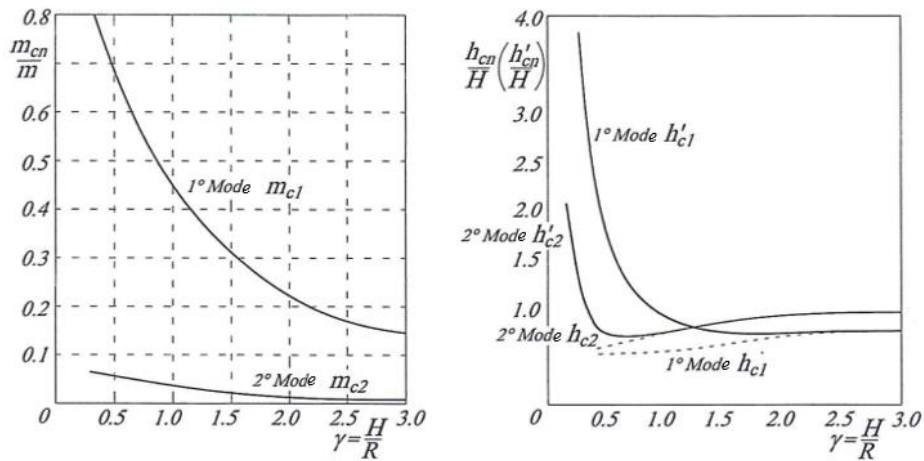 0.8
m_cn/m
0.6
0.5
0.4
0.3
0.2
0.1
0
0.5
1.0
1.5
2.0
2.5
3.0
γ=H/R
1° Mode m_c1
2° Mode m_c2
4.0
h_cn/H (h'_cn/H)
3.0
2.5
2.0
1.5
1.0
0
0.5
1.0
1.5
2.0
2.5
3.0
γ=H/R
1° Mode h'_c1
2° Mode h'_c2
2° Mode h_c2
1° Mode h_c1